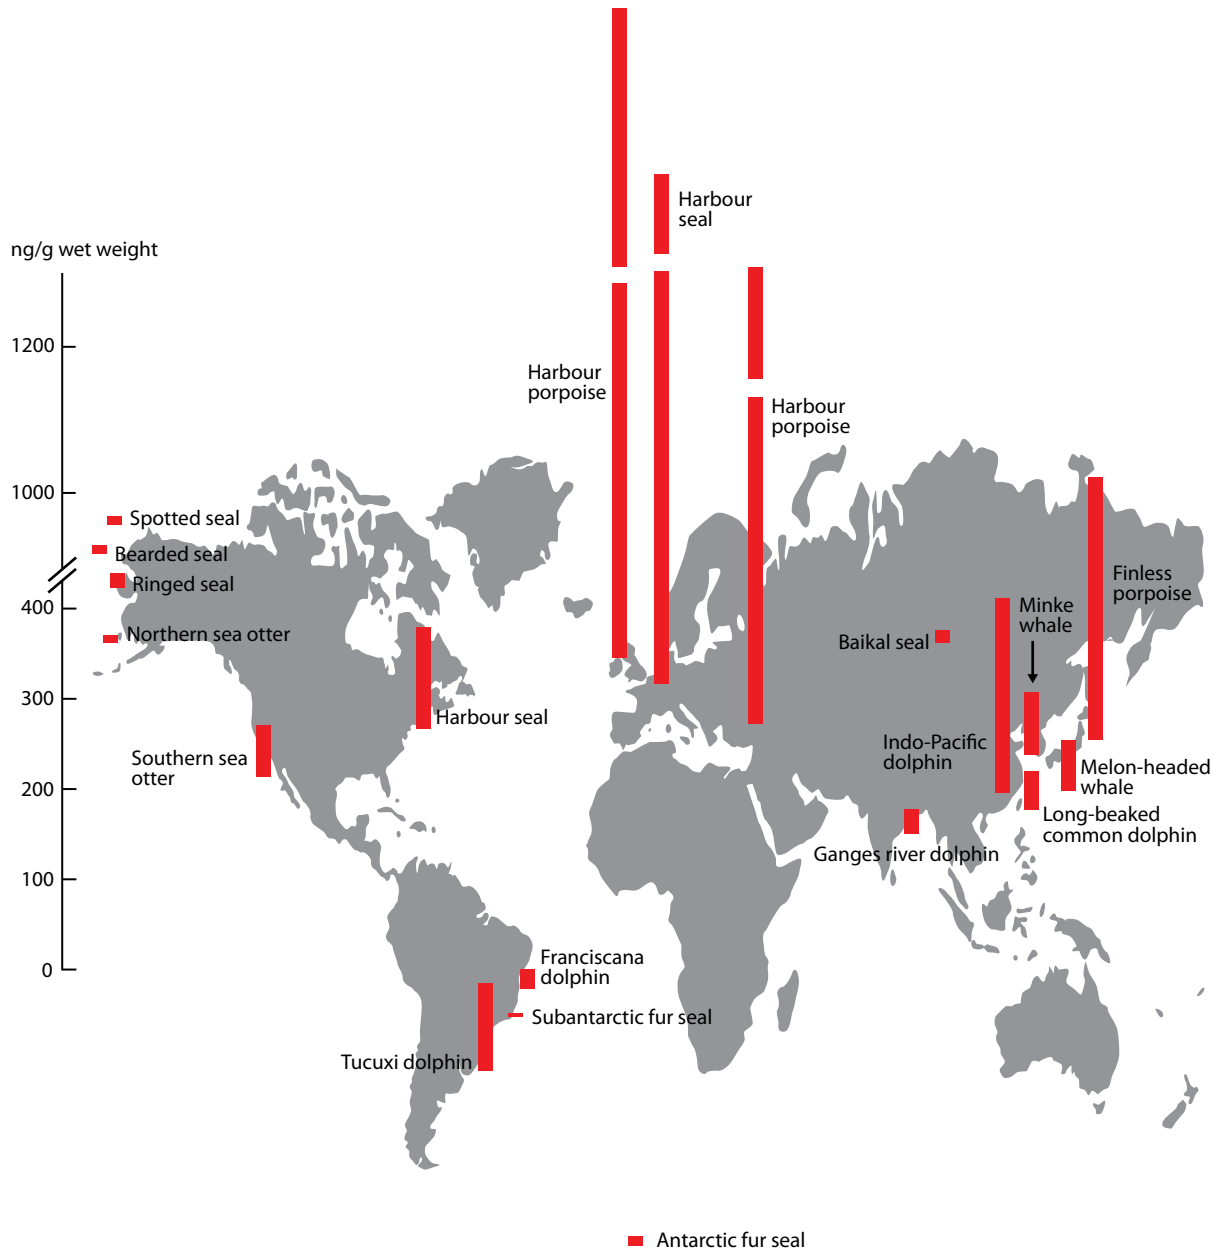 Harbour
seal
ng/g wet weight
1200
Harbour
porpoise
Harbour
porpoise
1000
Spotted seal
Bearded seal
Ringed seal
Finless
porpoise
400
Minke
whale
Northern sea otter
Baikal seal
300
Harbour seal
Indo-Pacific
dolphin
Southern sea
otter
Melon-headed
whale
200
Long-beaked
common dolphin
Ganges river dolphin
100
Franciscana
dolphin
0
Subantarctic fur seal
Tucuxi dolphin
Antarctic fur seal